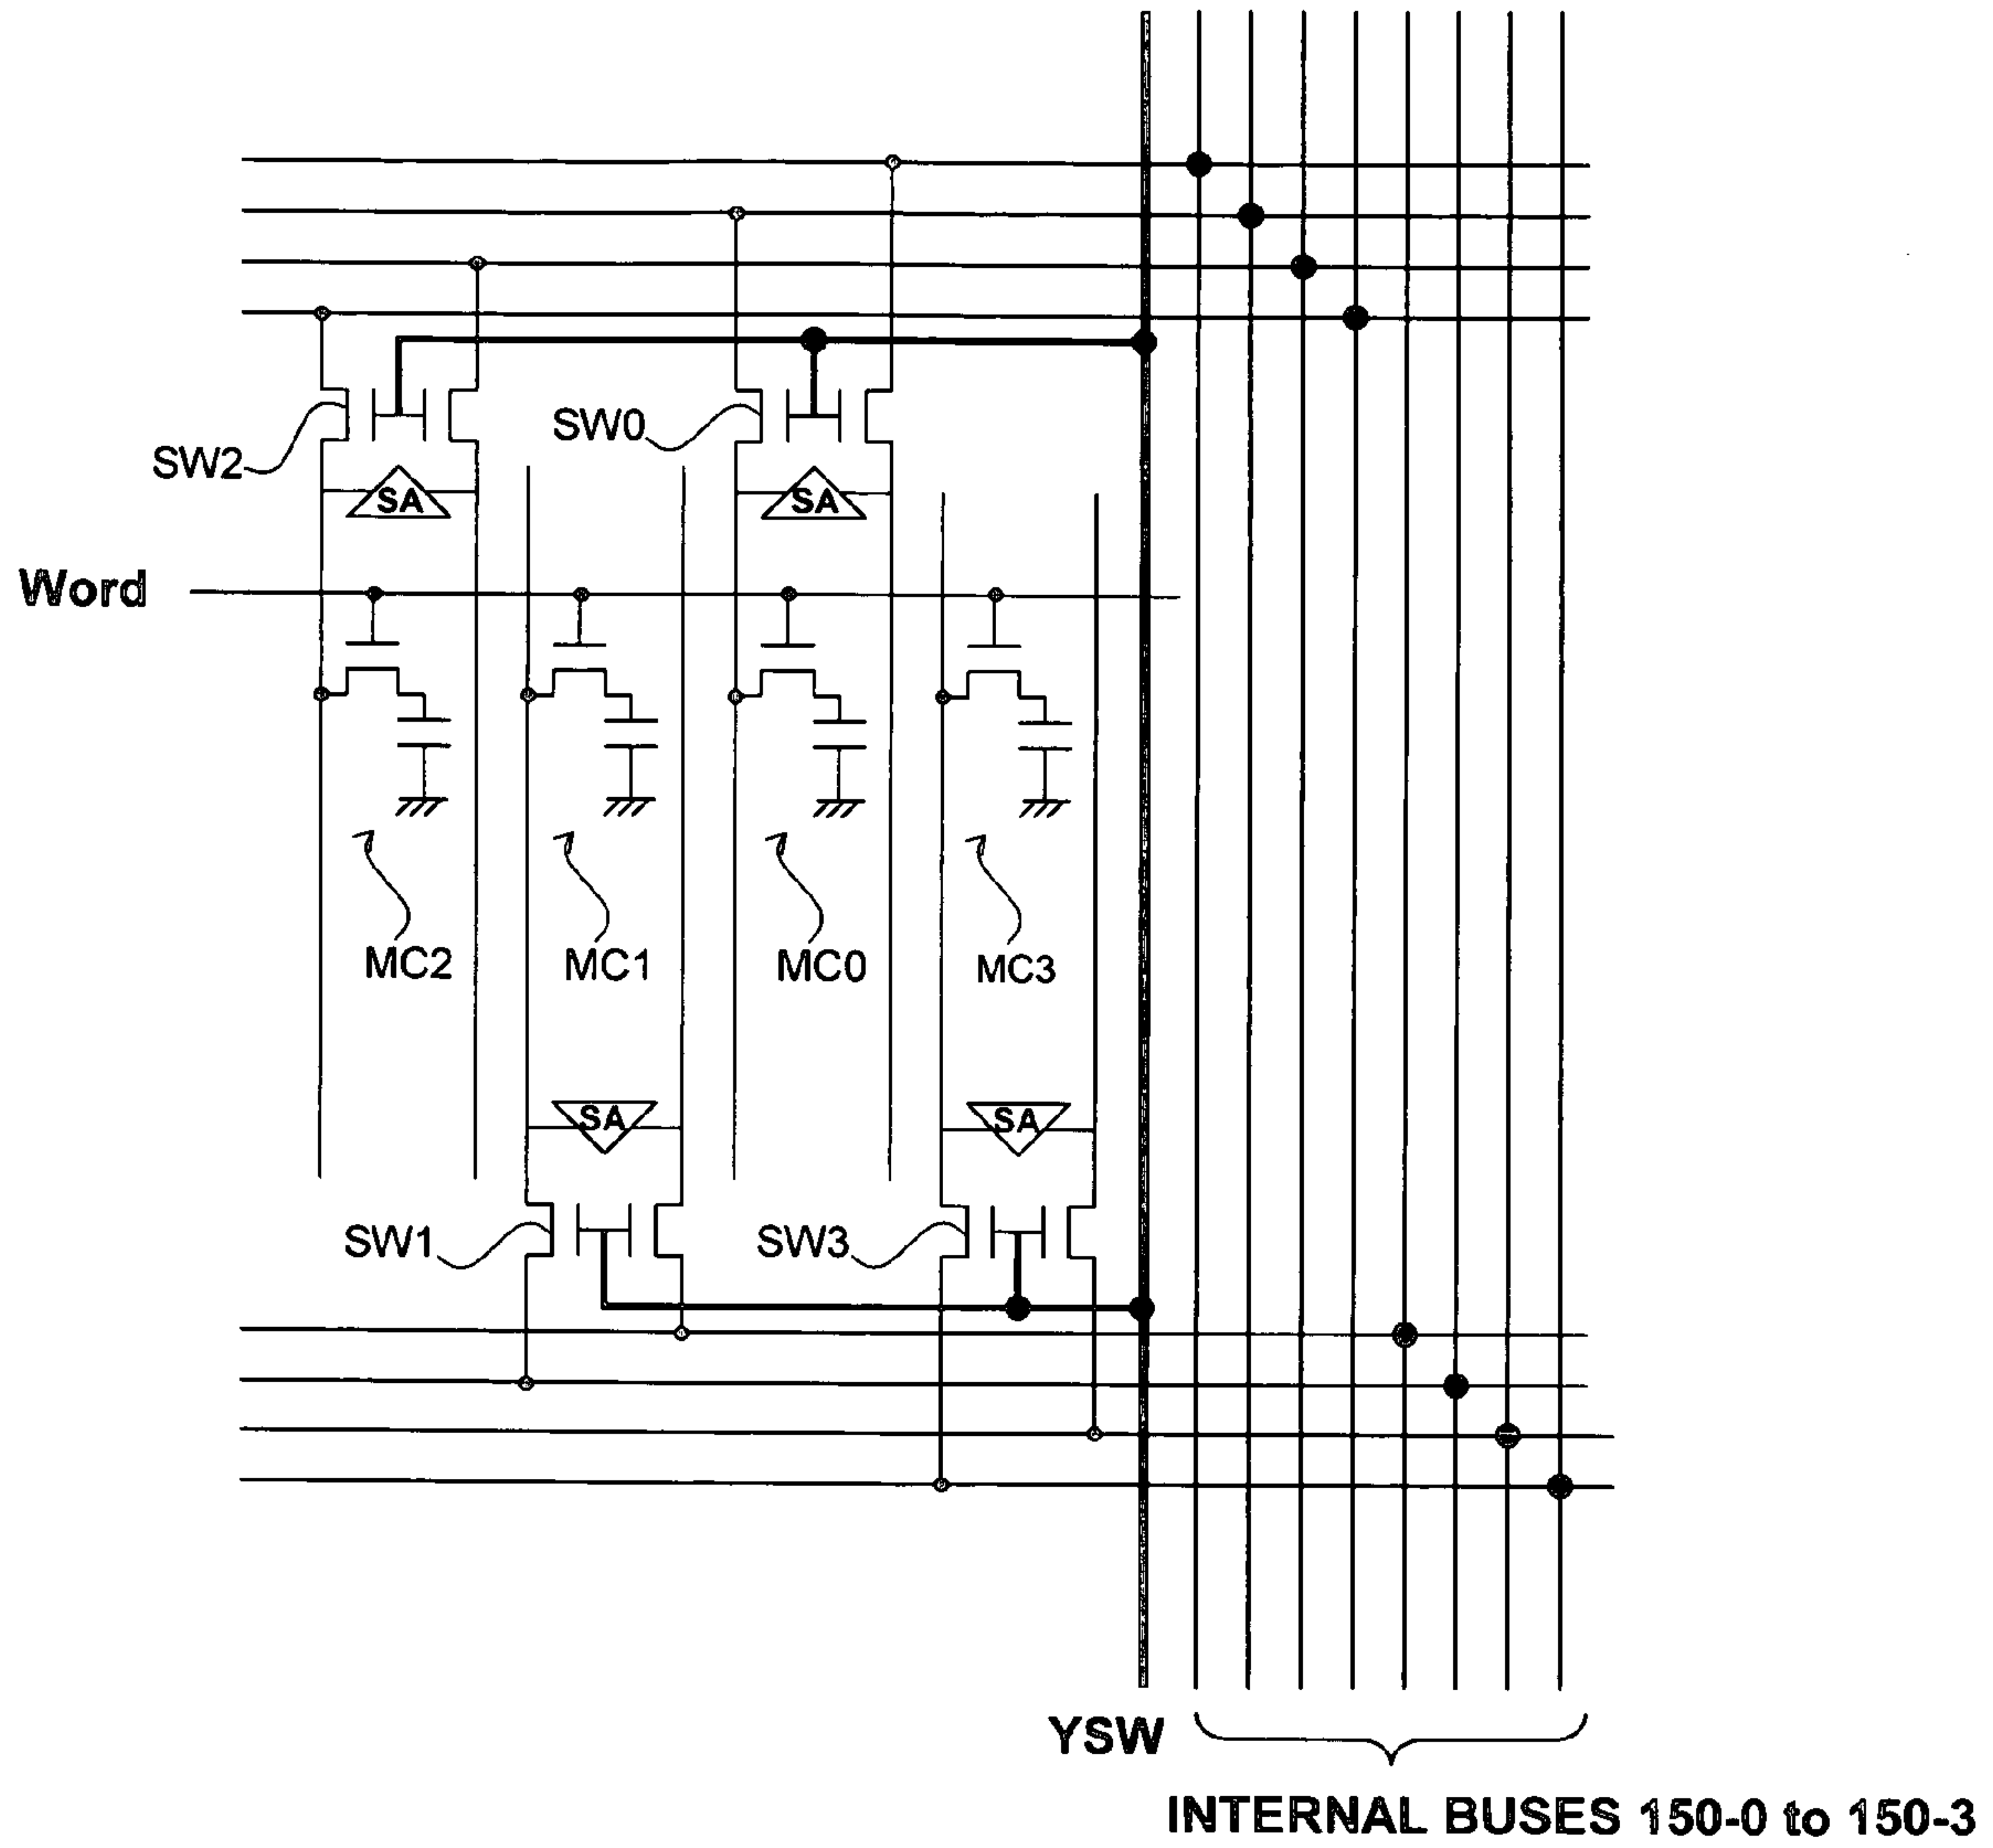 SW0
SW2
SA
SA
Word
MC2
MC1
MC0
MC3
SA
SA
SW1
SW3
YSW
INTERNAL BUSES 150-0 to 150-3